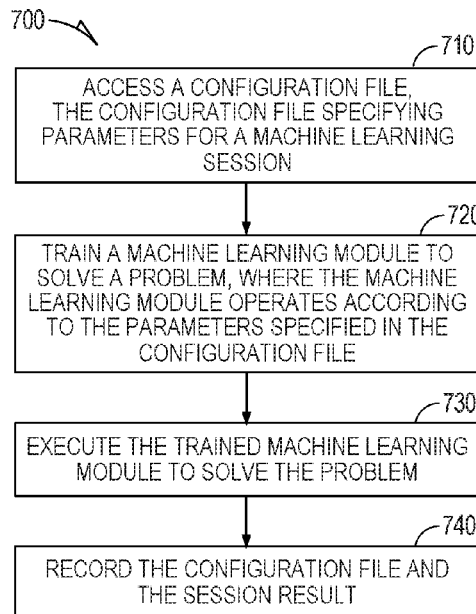 700
710
ACCESS A CONFIGURATION FILE,
THE CONFIGURATION FILE SPECIFYING
PARAMETERS FOR A MACHINE LEARNING
SESSION
720
TRAIN A MACHINE LEARNING MODULE TO
SOLVE A PROBLEM, WHERE THE MACHINE
LEARNING MODULE OPERATES ACCORDING
TO THE PARAMETERS SPECIFIED IN THE
CONFIGURATION FILE
730
EXECUTE THE TRAINED MACHINE LEARNING
MODULE TO SOLVE THE PROBLEM
740
RECORD THE CONFIGURATION FILE AND
THE SESSION RESULT